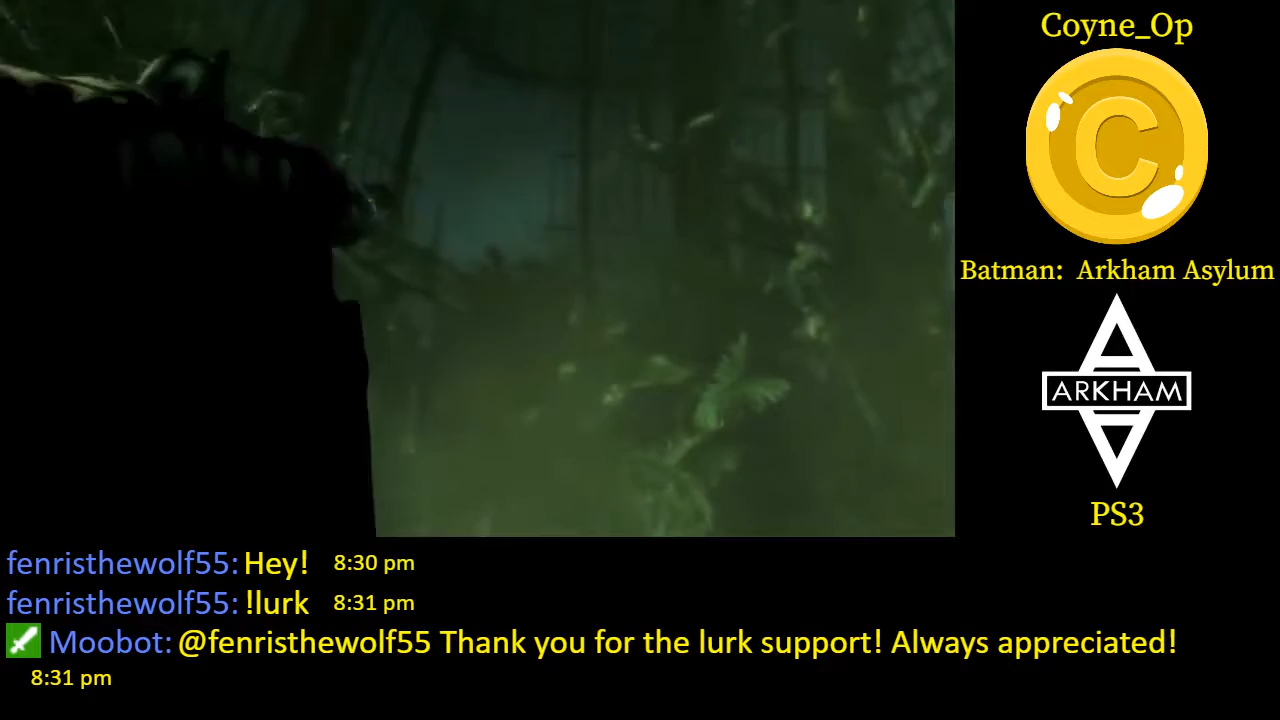 Coyne_Op
C
Batman: Arkham Asylum
ARKHAM
PS3
fenristhewolf55: Hey! 8:30 pm
fenristhewolf55: !lurk 8:31 pm
Moobot: @fenristhewolf55 Thank you for the lurk support! Always appreciated!
8:31 pm